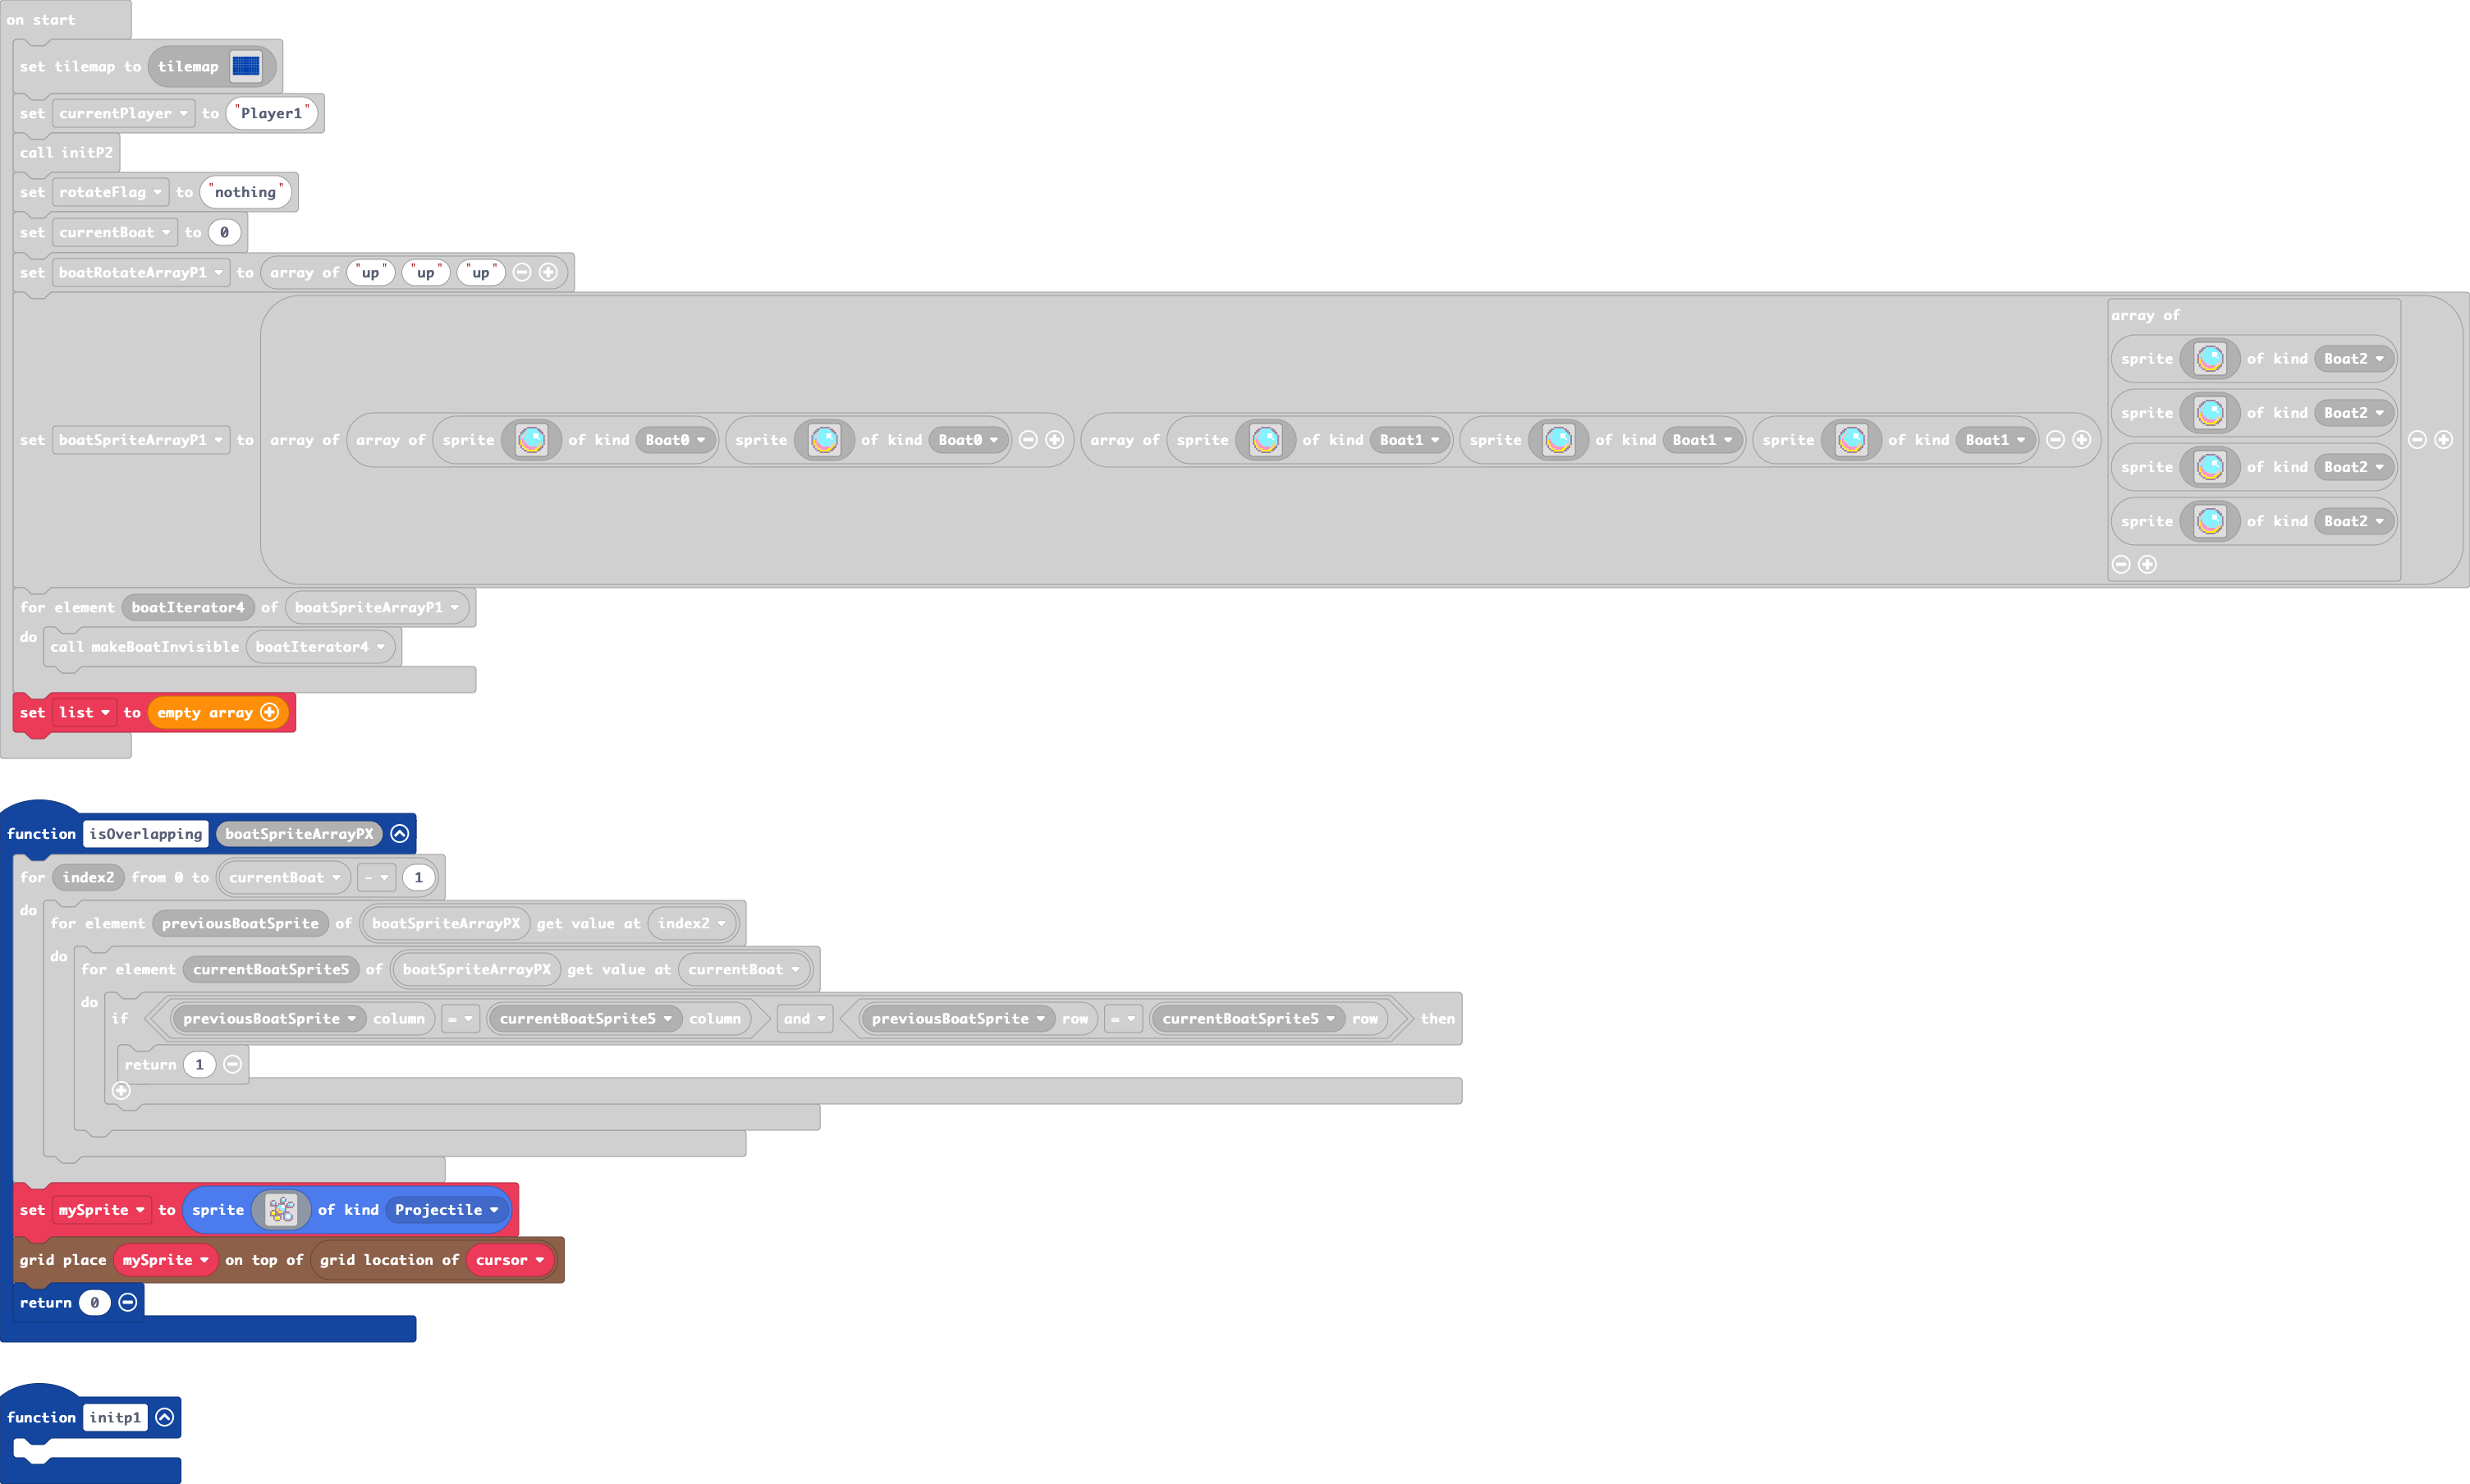 on start
set tilemap to tilemap
set currentPlayer to "Player1"
call initP2
set rotateFlag to "nothing"
set currentBoat to 0
set boatRotateArrayP1 to array of "up" "up" "up"
array of
sprite of kind Boat2
sprite of kind Boat2
set boatSpriteArrayP1 to array of array of sprite of kind Boat0 sprite of kind Boat0 array of sprite of kind Boat1 sprite of kind Boat1 sprite of kind Boat1
sprite of kind Boat2
sprite of kind Boat2
for element boatIterator4 of boatSpriteArrayP1
do
call makeBoatInvisible boatIterator4
set list to empty array
function isOverlapping boatSpriteArrayPX
for index2 from 0 to currentBoat - 1
do
for element previousBoatSprite of boatSpriteArrayPX get value at index2
do
for element currentBoatSprite5 of boatSpriteArrayPX get value at currentBoat
do
if previousBoatSprite column = currentBoatSprite5 column and previousBoatSprite row = currentBoatSprite5 row then
return 1
set mySprite to sprite of kind Projectile
grid place mySprite on top of grid location of cursor
return 0
function initp1